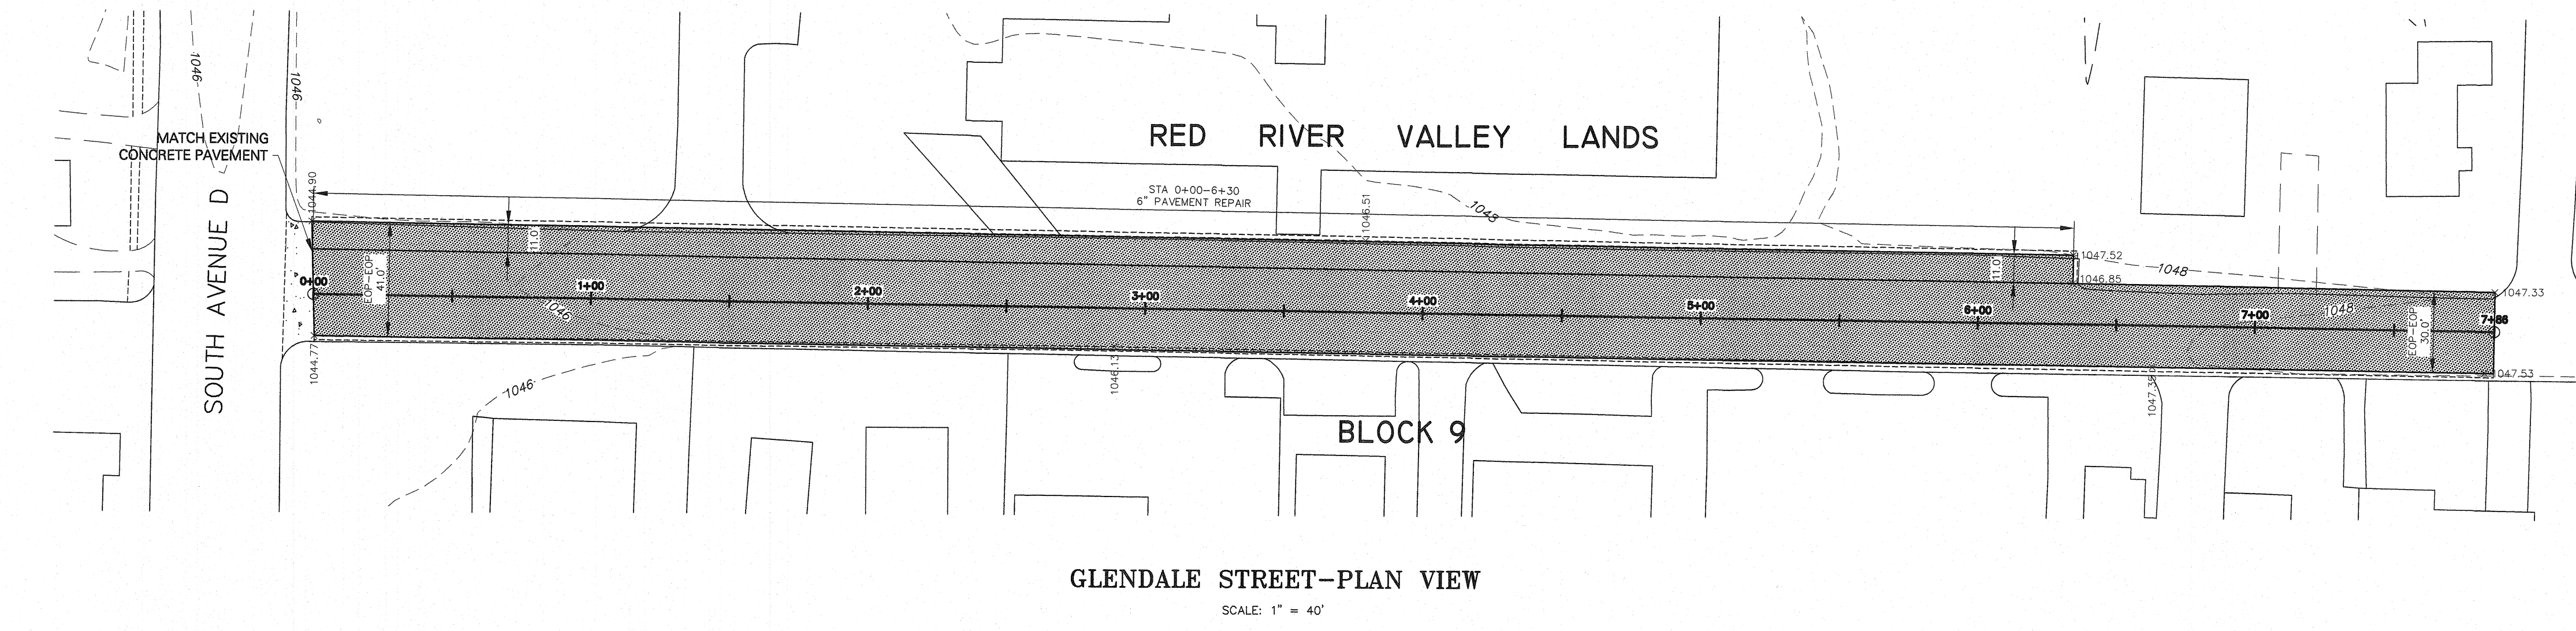 1046
1046
MATCH EXISTING
CONCRETE PAVEMENT
SOUTH AVENUE D
RED RIVER VALLEY LANDS
STA 0+00-6+30
6" PAVEMENT REPAIR
1044.90
1046.51
1048
11.0'
11.0'
1047.52
1046.85
1048
1047.33
EOP-EOP
41.0'
0+00
1+00
2+00
3+00
4+00
5+00
6+00
7+00
7+86
1046
1048
EOP-EOP
30.0'
1044.77
1046
1046.13
1047.35
1047.53
BLOCK 9
GLENDALE STREET-PLAN VIEW
SCALE: 1" = 40'